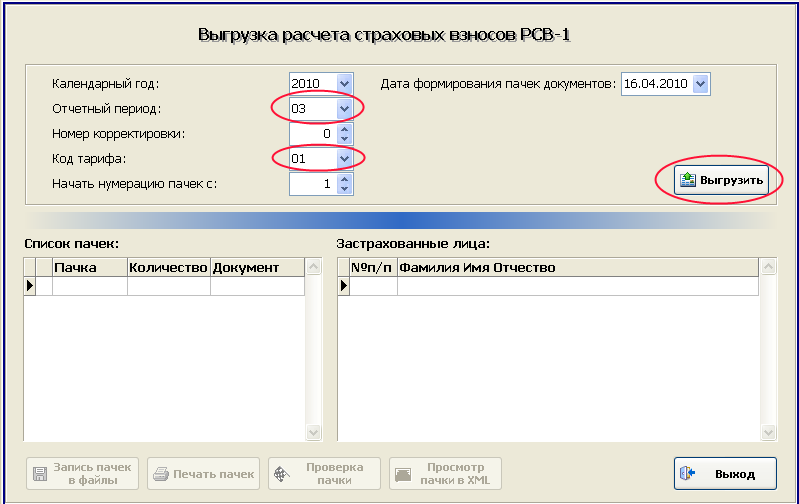 Выгрузка расчета страховых взносов РСВ-1
Календарный год: 2010 Дата формирования пачек документов: 16.04.2010
Отчетный период: 03
Номер корректировки: 0
Код тарифа: 01
Начать нумерацию пачек с: 1
Выгрузить
Список пачек:
Пачка Количество Документ
Застрахованные лица:
№п/п Фамилия Имя Отчество
Запись пачек
в файлы
Печать пачек
Проверка
пачки
Просмотр
пачки в XML
Выход